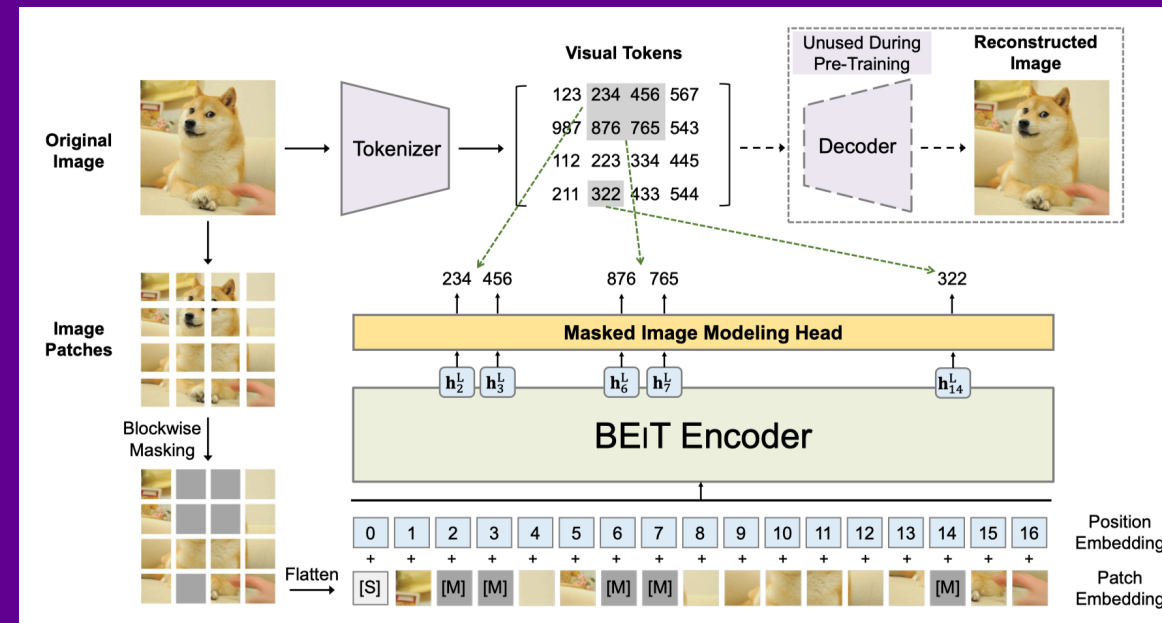 Visual Tokens
Unused During
Pre-Training
Reconstructed
Image
Original
Image
Tokenizer
123 234 456 567
987 876 765 543
112 223 334 445
211 322 433 544
Decoder
234 456 876 765 322
Image
Patches
Masked Image Modeling Head
h₂ᴸ h₃ᴸ h₆ᴸ h₇ᴸ h₁₄ᴸ
BEiT Encoder
Blockwise
Masking
0 1 2 3 4 5 6 7 8 9 10 11 12 13 14 15 16
Position
Embedding
+ + + + + + + + + + + + + + + + +
Flatten
[S] [M] [M] [M] [M] [M]
Patch
Embedding